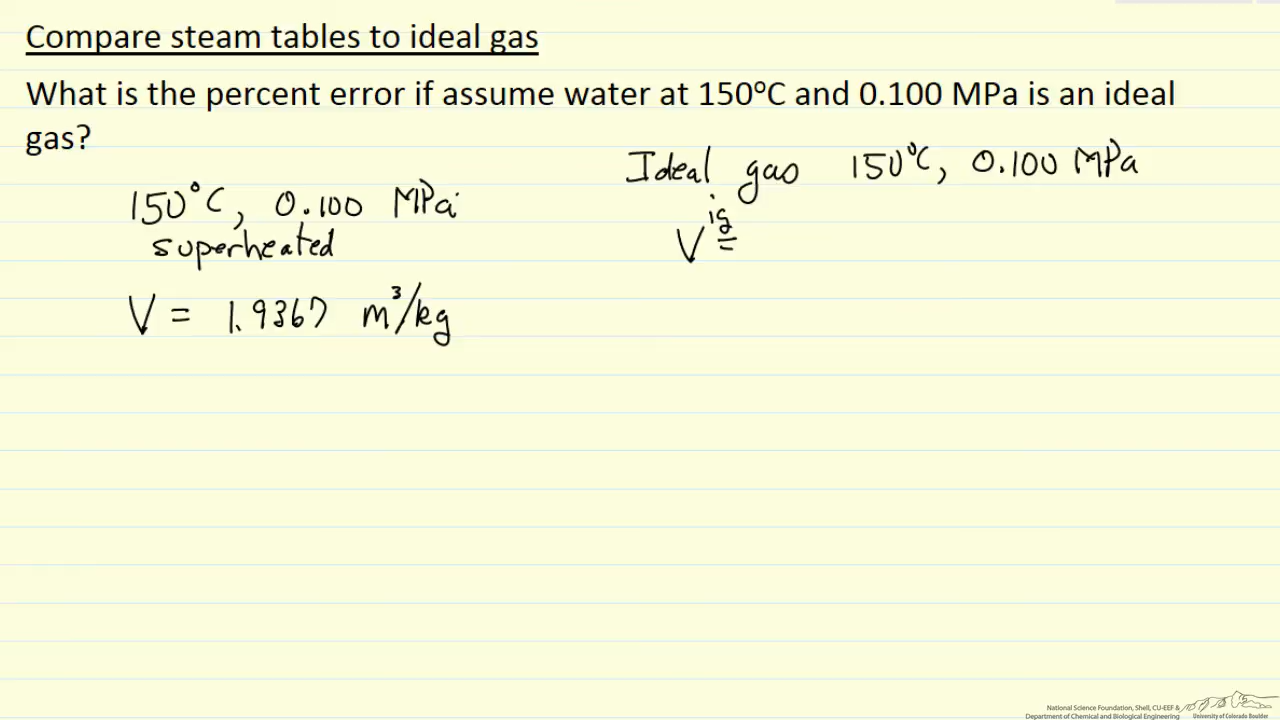 Compare steam tables to ideal gas
What is the percent error if assume water at 150°C and 0.100 MPa is an ideal
gas?
150°C, 0.100 MPa
superheated
V = 1.9367 m³/kg
Ideal gas 150°C, 0.100 MPa
V^ig =
National Science Foundation, Shell, CU-EEF &
Department of Chemical and Biological Engineering
University of Colorado Boulder